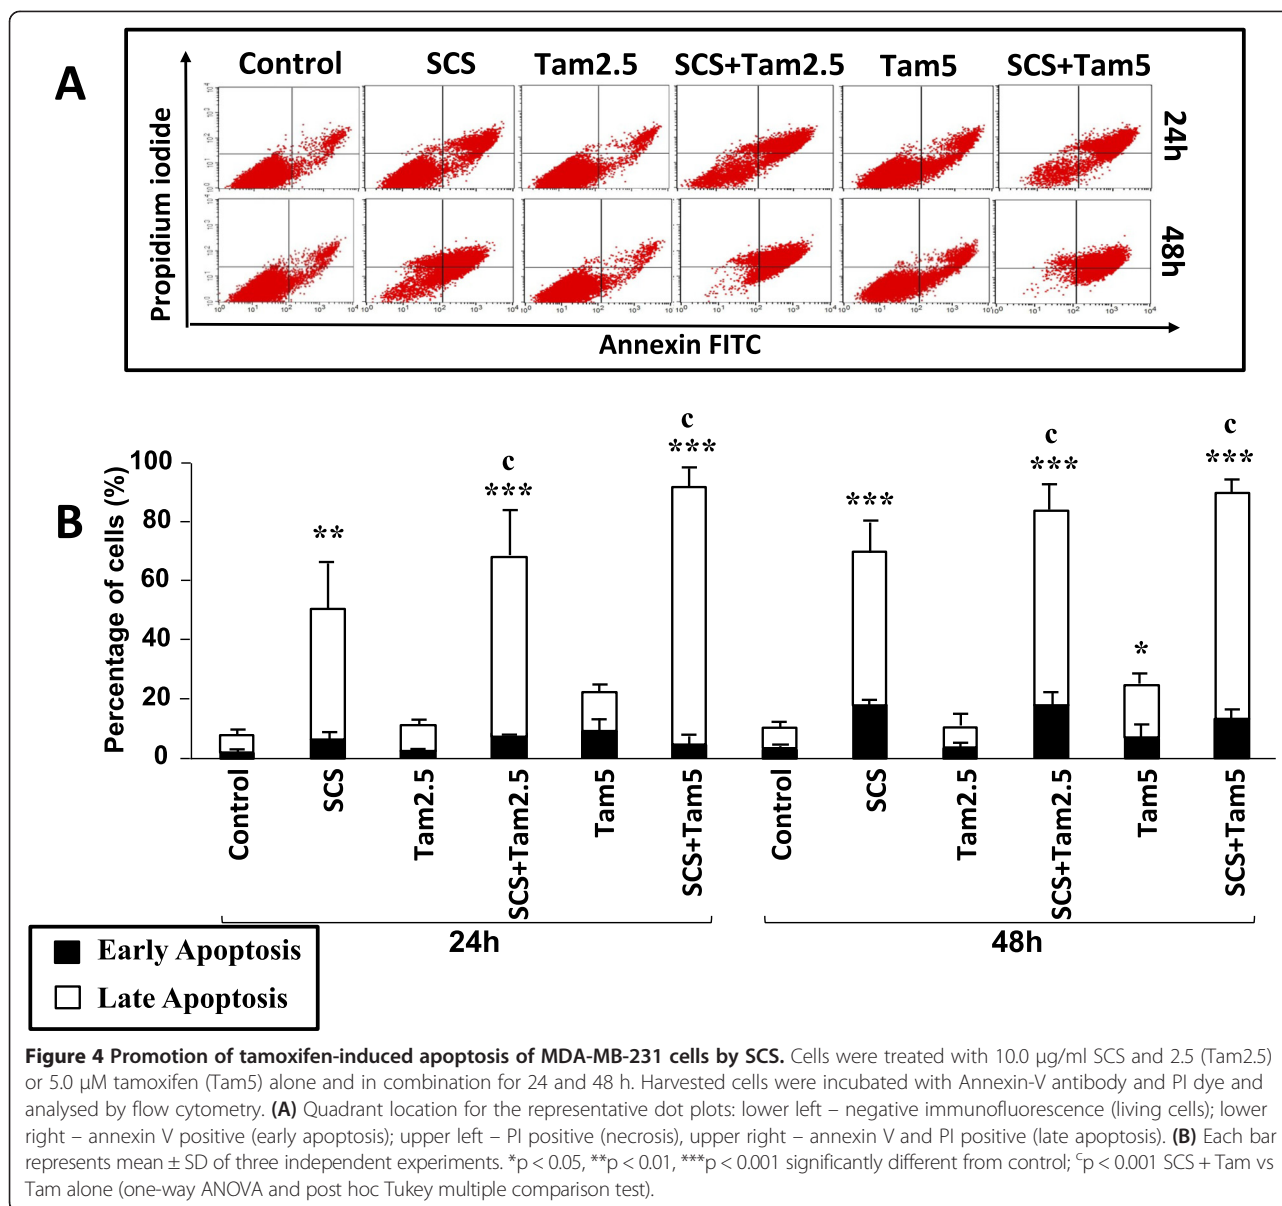 A
Control SCS Tam2.5 SCS+Tam2.5 Tam5 SCS+Tam5
Propidium iodide
24h
48h
Annexin FITC
B
Percentage of cells (%)
100
80
60
40
20
0
**
c
***
c
***
***
c
***
*
c
***
Control SCS Tam2.5 SCS+Tam2.5 Tam5 SCS+Tam5 Control SCS Tam2.5 SCS+Tam2.5 Tam5 SCS+Tam5
24h 48h
Early Apoptosis
Late Apoptosis
Figure 4 Promotion of tamoxifen-induced apoptosis of MDA-MB-231 cells by SCS. Cells were treated with 10.0 μg/ml SCS and 2.5 (Tam2.5)
or 5.0 μM tamoxifen (Tam5) alone and in combination for 24 and 48 h. Harvested cells were incubated with Annexin-V antibody and PI dye and
analysed by flow cytometry. (A) Quadrant location for the representative dot plots: lower left – negative immunofluorescence (living cells); lower
right – annexin V positive (early apoptosis); upper left – PI positive (necrosis), upper right – annexin V and PI positive (late apoptosis). (B) Each bar
represents mean ± SD of three independent experiments. *p < 0.05, **p < 0.01, ***p < 0.001 significantly different from control; ᶜp < 0.001 SCS + Tam vs
Tam alone (one-way ANOVA and post hoc Tukey multiple comparison test).